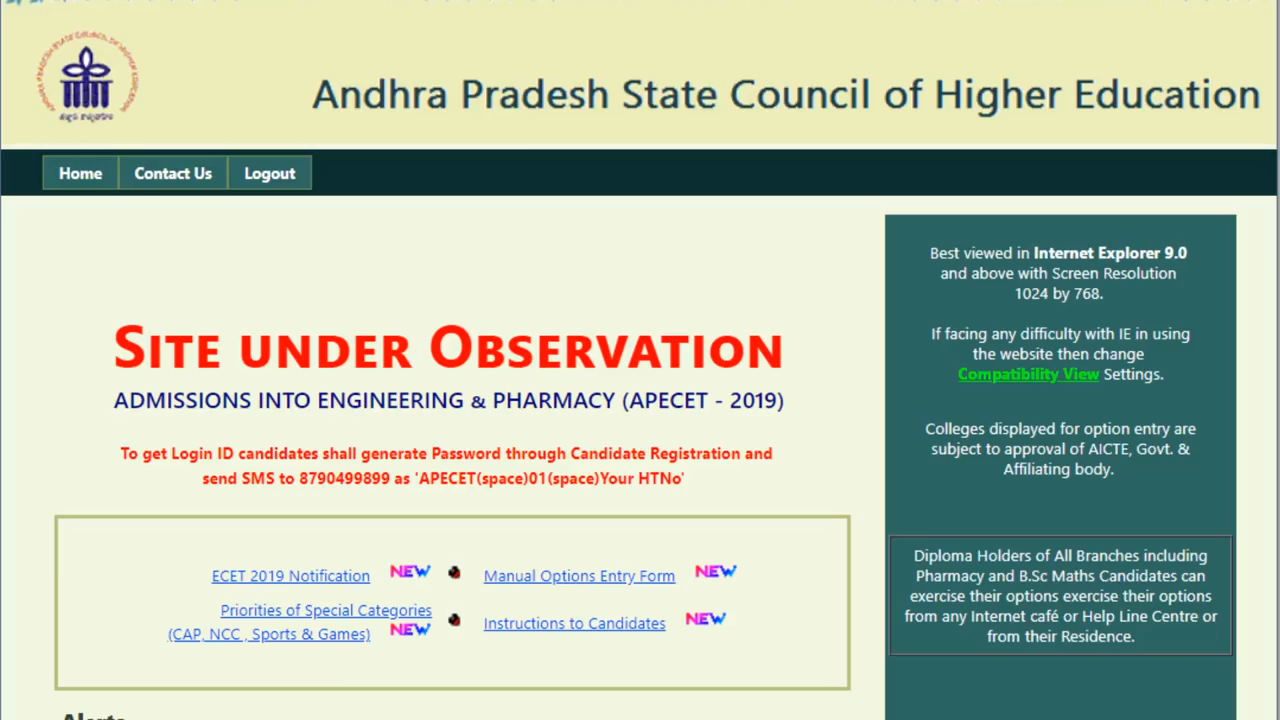 Andhra Pradesh State Council of Higher Education
Home
Contact Us
Logout
SITE UNDER OBSERVATION
ADMISSIONS INTO ENGINEERING & PHARMACY (APECET - 2019)
To get Login ID candidates shall generate Password through Candidate Registration and
send SMS to 8790499899 as 'APECET(space)01(space)Your HTNo'
ECET 2019 Notification NEW
Manual Options Entry Form NEW
Priorities of Special Categories
(CAP, NCC , Sports & Games) NEW
Instructions to Candidates NEW
Best viewed in Internet Explorer 9.0
and above with Screen Resolution
1024 by 768.
If facing any difficulty with IE in using
the website then change
Compatibility View Settings.
Colleges displayed for option entry are
subject to approval of AICTE, Govt. &
Affiliating body.
Diploma Holders of All Branches including
Pharmacy and B.Sc Maths Candidates can
exercise their options exercise their options
from any Internet café or Help Line Centre or
from their Residence.